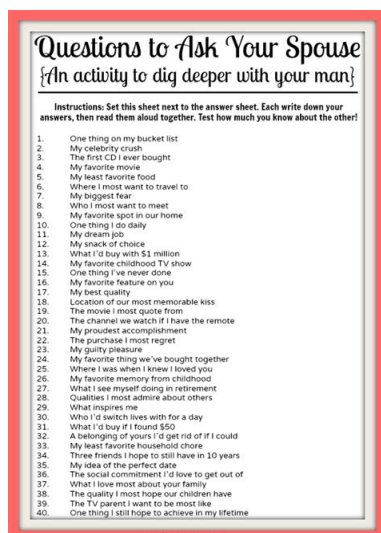 Questions to Ask Your Spouse
{An activity to dig deeper with your man}
Instructions: Set this sheet next to the answer sheet. Each write down your
answers, then read them aloud together. Test how much you know about the other!
1. One thing on my bucket list
2. My celebrity crush
3. The first CD I ever bought
4. My favorite movie
5. My least favorite food
6. Where I most want to travel to
7. My biggest fear
8. Who I most want to meet
9. My favorite spot in our home
10. One thing I do daily
11. My dream job
12. My snack of choice
13. What I'd buy with $1 million
14. My favorite childhood TV show
15. One thing I've never done
16. My favorite feature on you
17. My best quality
18. Location of our most memorable kiss
19. The movie I most quote from
20. The channel we watch if I have the remote
21. My proudest accomplishment
22. The purchase I most regret
23. My guilty pleasure
24. My favorite thing we've bought together
25. Where I was when I knew I loved you
26. My favorite memory from childhood
27. What I see myself doing in retirement
28. Qualities I most admire about others
29. What inspires me
30. Who I'd switch lives with for a day
31. What I'd buy if I found $50
32. A belonging of yours I'd get rid of if I could
33. My least favorite household chore
34. Three friends I hope to still have in 10 years
35. My idea of the perfect date
36. The social commitment I'd love to get out of
37. What I love most about your family
38. The quality I most hope our children have
39. The TV parent I want to be most like
40. One thing I still hope to achieve in my lifetime